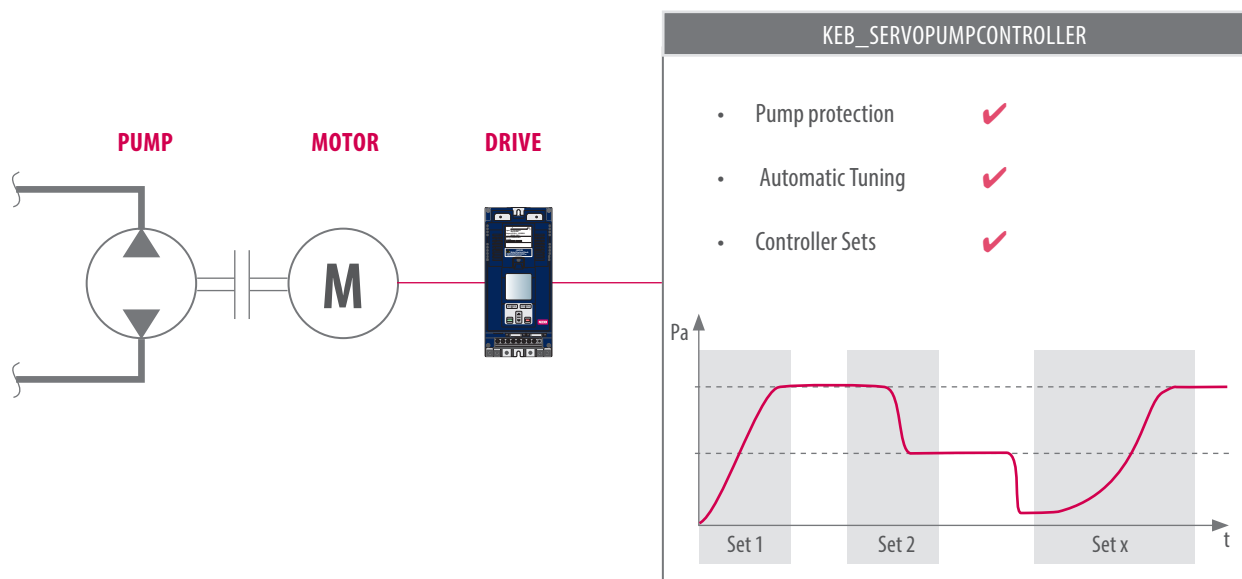 KEB_SERVOPUMPCONTROLLER
PUMP
MOTOR
DRIVE
M
• Pump protection ✔
• Automatic Tuning ✔
• Controller Sets ✔
Pa
t
Set 1
Set 2
Set x